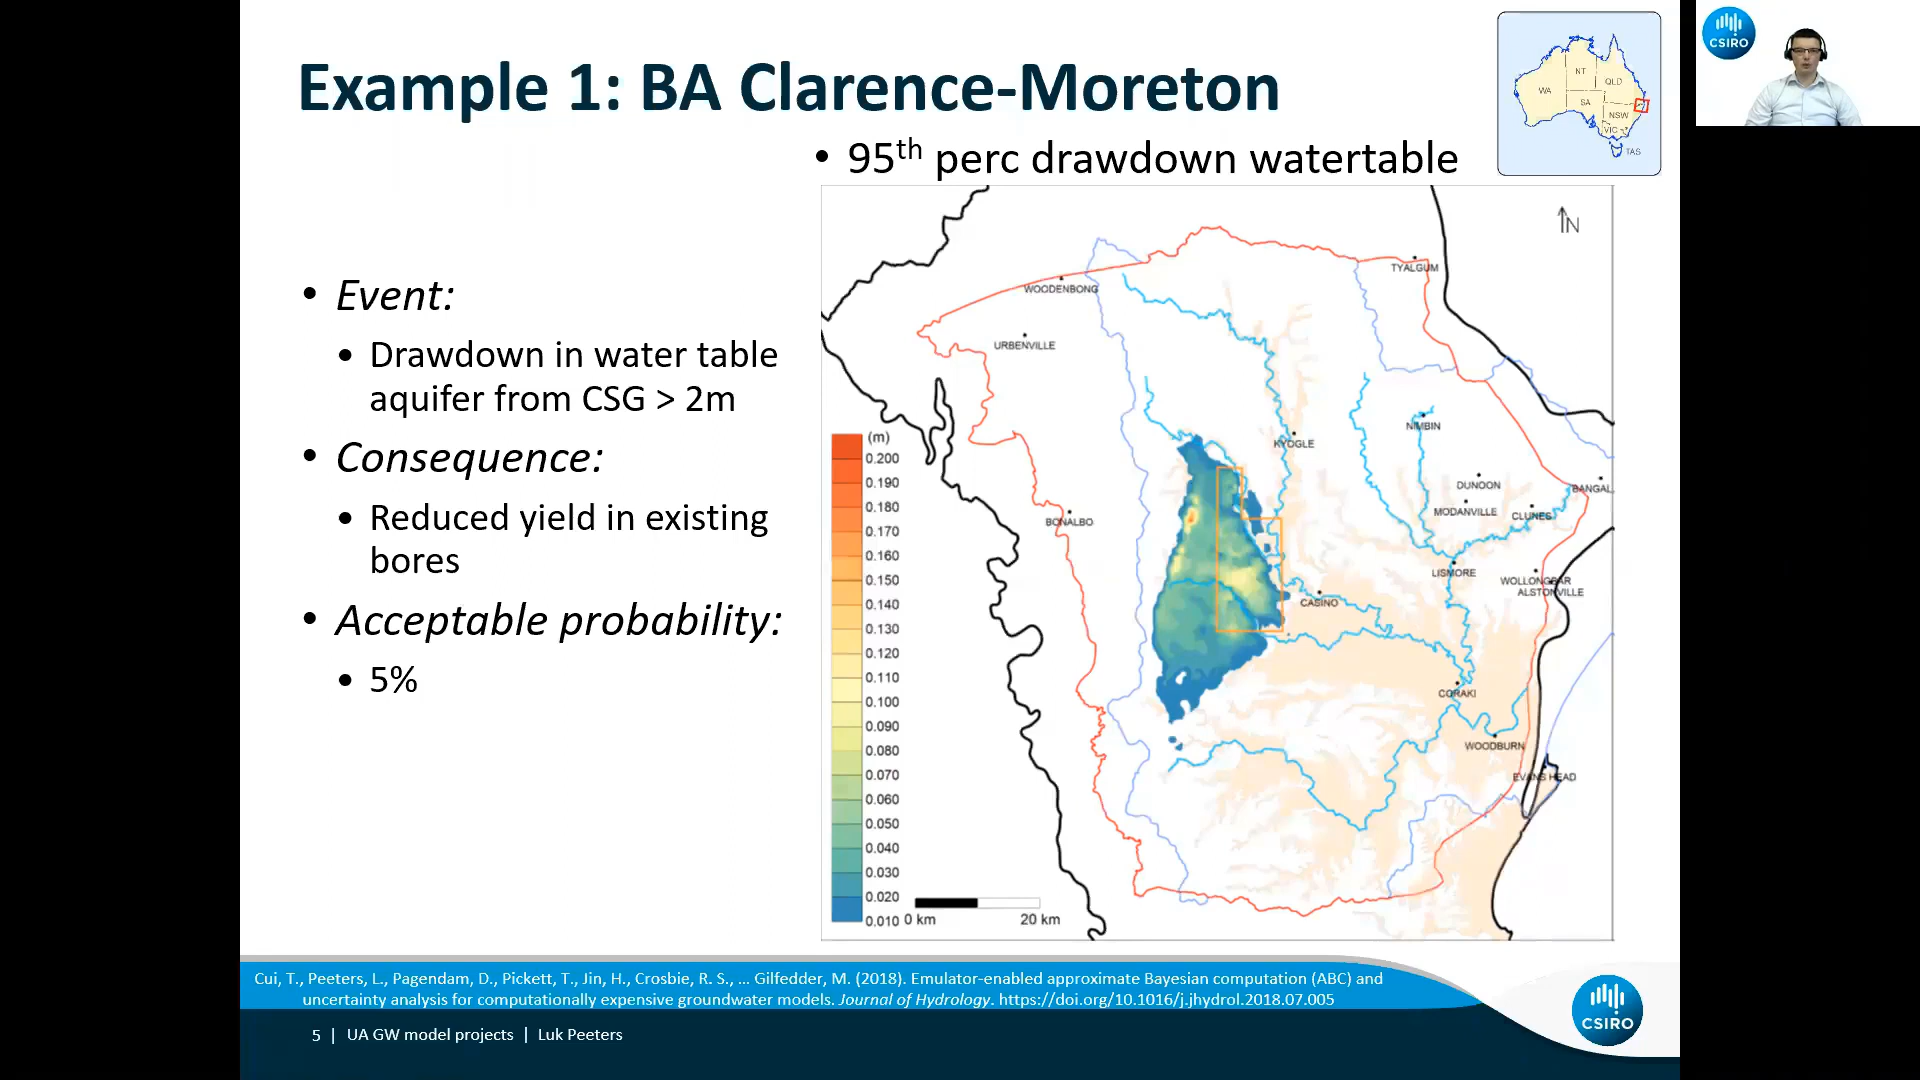 Example 1: BA Clarence-Moreton
• 95th perc drawdown watertable
• Event:
• Drawdown in water table
aquifer from CSG > 2m
• Consequence:
• Reduced yield in existing
bores
• Acceptable probability:
• 5%
WA
NT
QLD
SA
NSW
VIC
TAS
CSIRO
N
TYALGUM
WOODENBONG
URBENVILLE
NIMBIN
KYOGLE
DUNOON
BANGAL
MODANVILLE
CLUNES
BONALBO
LISMORE
WOLLONGBAR
ALSTONVILLE
CASINO
CORAKI
WOODBURN
EVANS HEAD
(m)
0.200
0.190
0.180
0.170
0.160
0.150
0.140
0.130
0.120
0.110
0.100
0.090
0.080
0.070
0.060
0.050
0.040
0.030
0.020
0.010
0 km
20 km
Cui, T., Peeters, L., Pagendam, D., Pickett, T., Jin, H., Crosbie, R. S., … Gilfedder, M. (2018). Emulator-enabled approximate Bayesian computation (ABC) and
uncertainty analysis for computationally expensive groundwater models. Journal of Hydrology. https://doi.org/10.1016/j.jhydrol.2018.07.005
5 | UA GW model projects | Luk Peeters
CSIRO